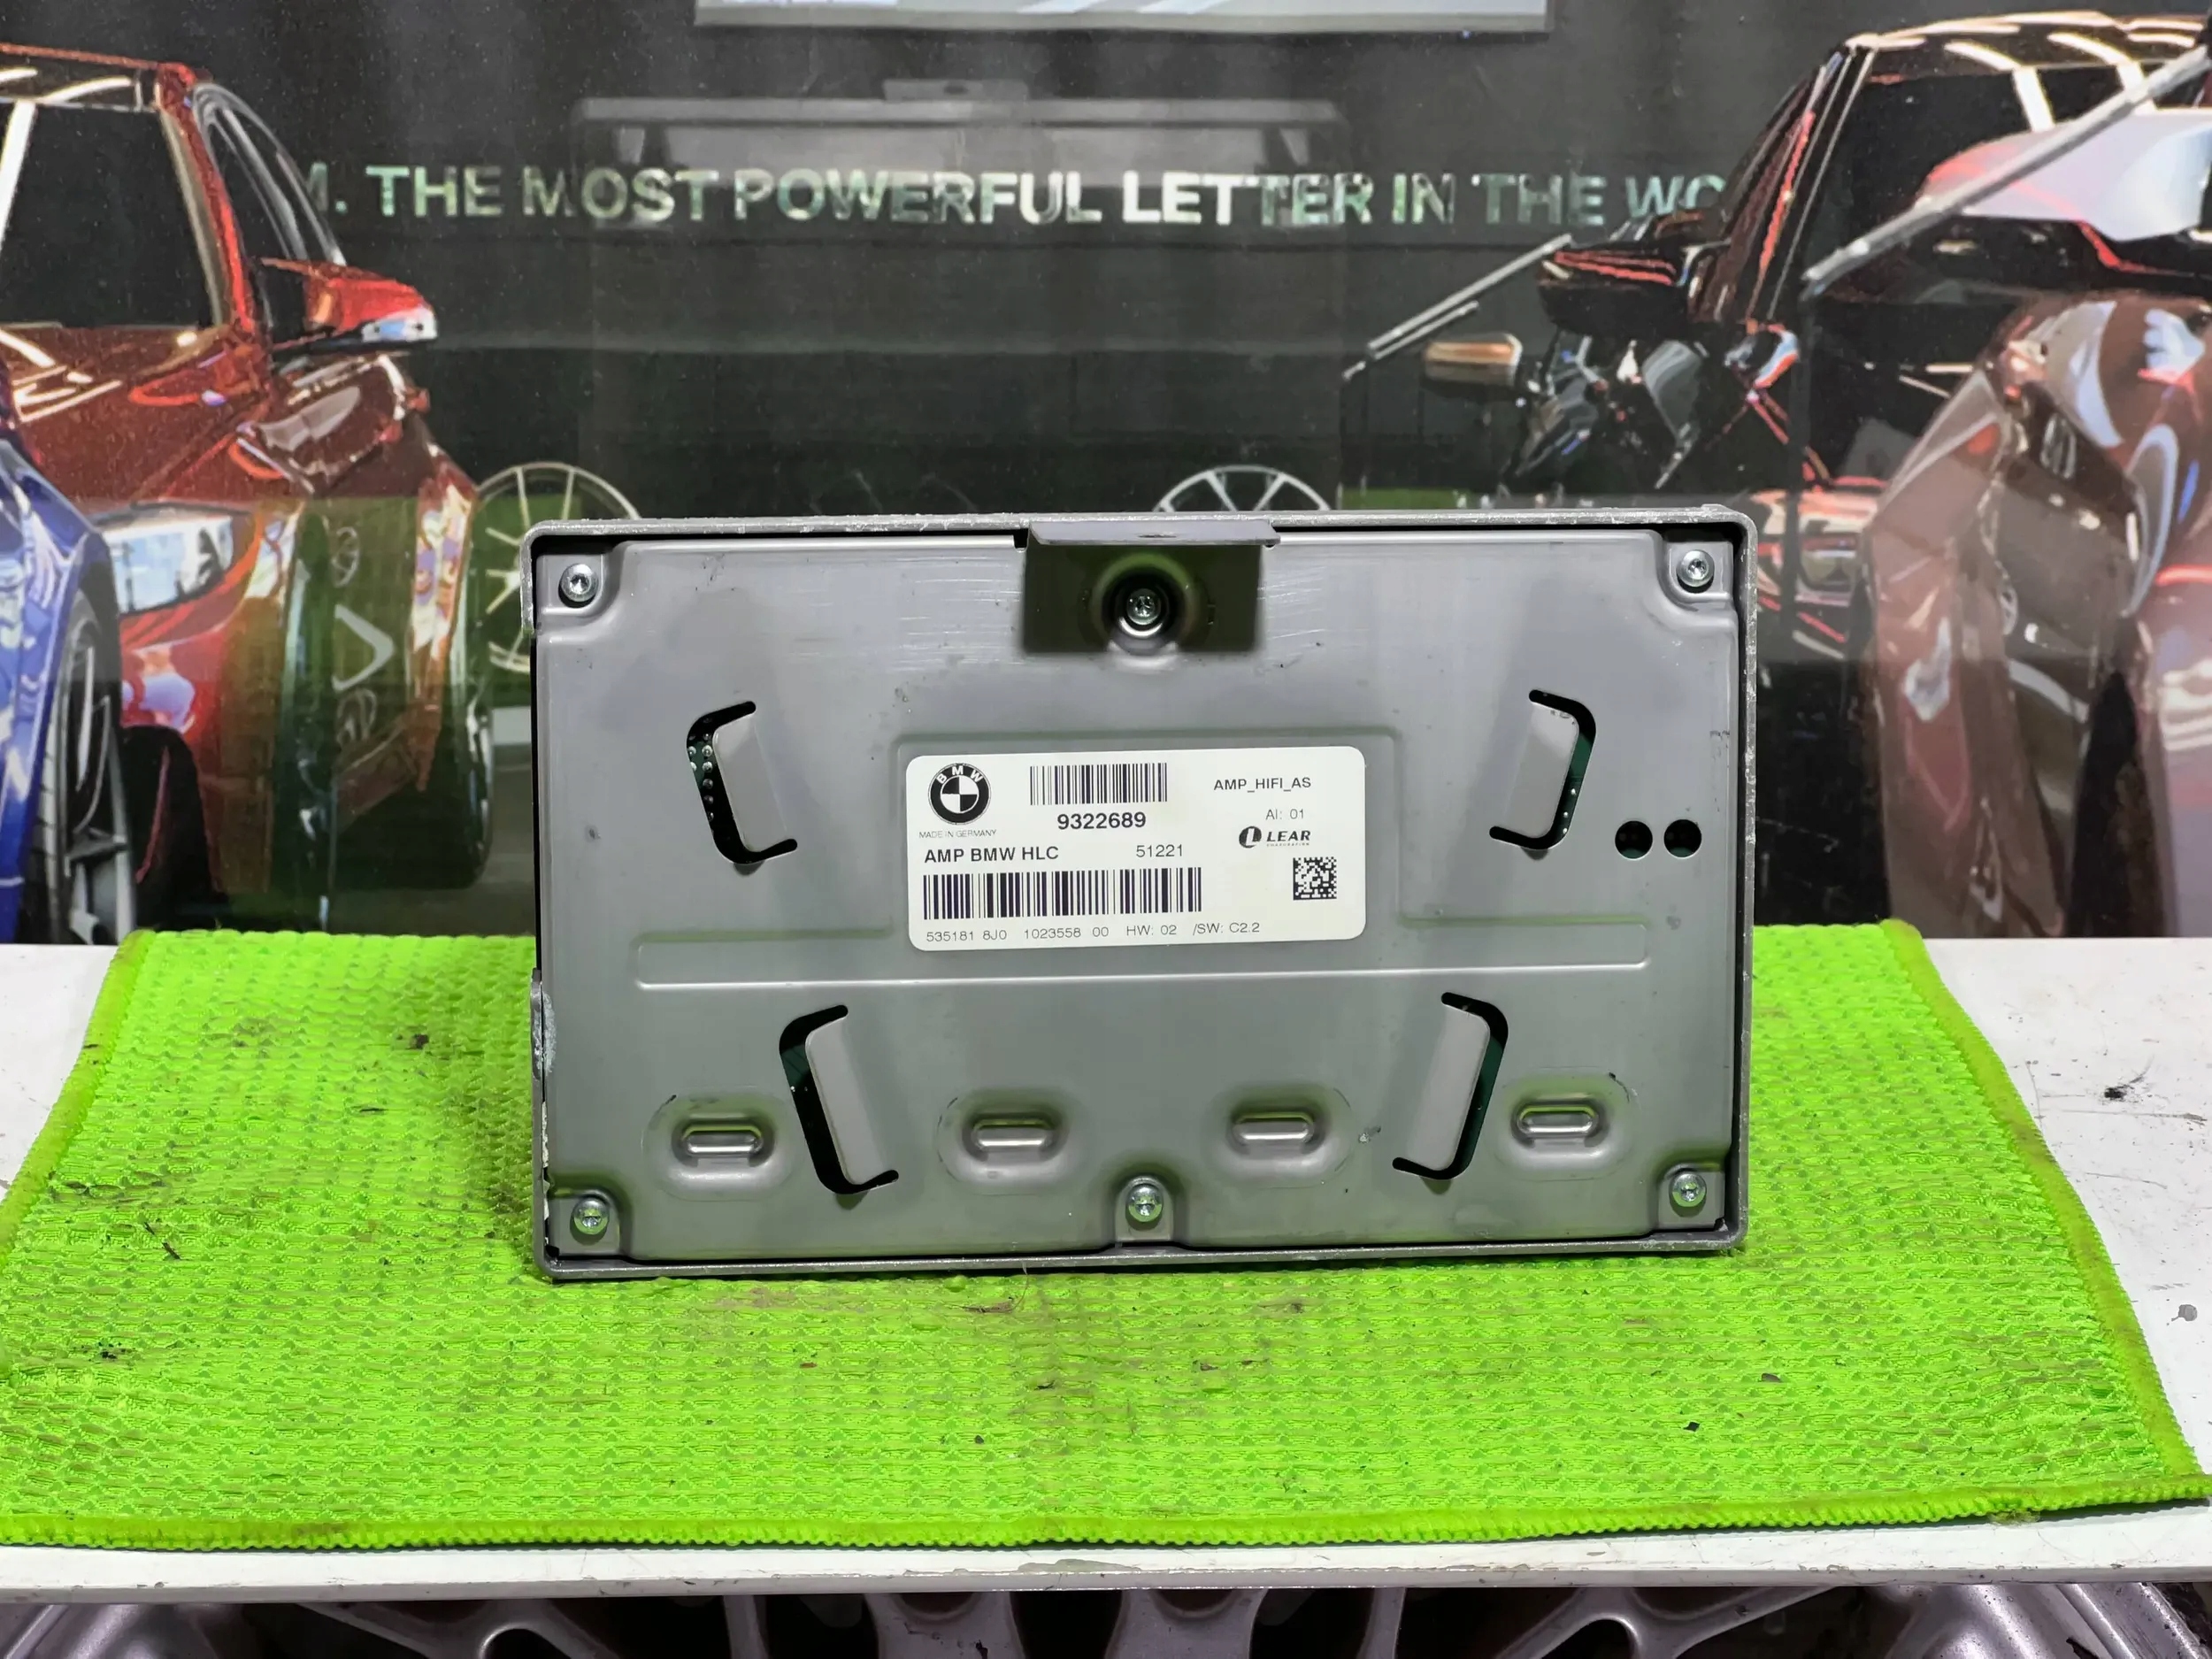 M. THE MOST POWERFUL LETTER IN THE WO
BMW
MADE IN GERMANY
9322689
AMP_HIFI_AS
AI: 01
LEAR
CORPORATION
AMP BMW HLC 51221
535181 8J0 1023558 00 HW: 02 /SW: C2.2